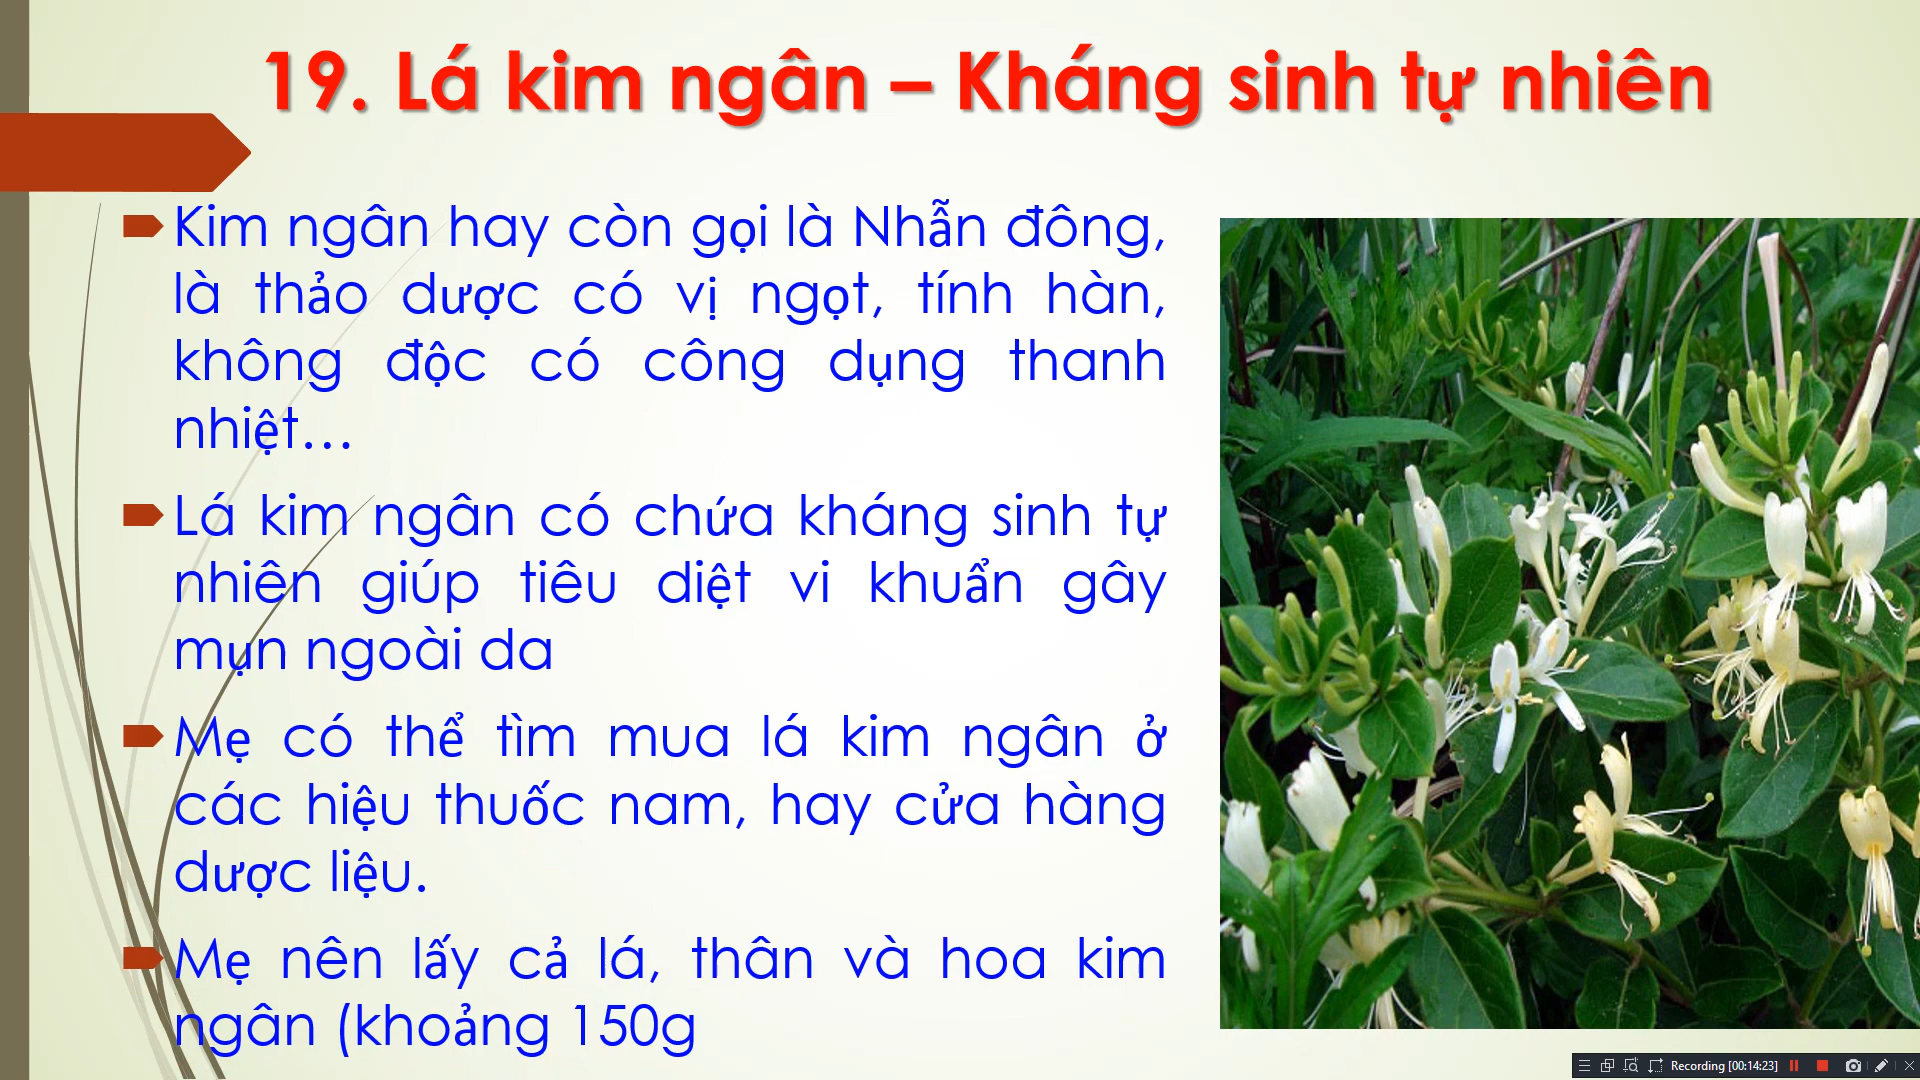 19. Lá kim ngân – Kháng sinh tự nhiên
Kim ngân hay còn gọi là Nhẫn đông,
là thảo dược có vị ngọt, tính hàn,
không độc có công dụng thanh
nhiệt…
Lá kim ngân có chứa kháng sinh tự
nhiên giúp tiêu diệt vi khuẩn gây
mụn ngoài da
Mẹ có thể tìm mua lá kim ngân ở
các hiệu thuốc nam, hay cửa hàng
dược liệu.
Mẹ nên lấy cả lá, thân và hoa kim
ngân (khoảng 150g
Recording [00:14:23]